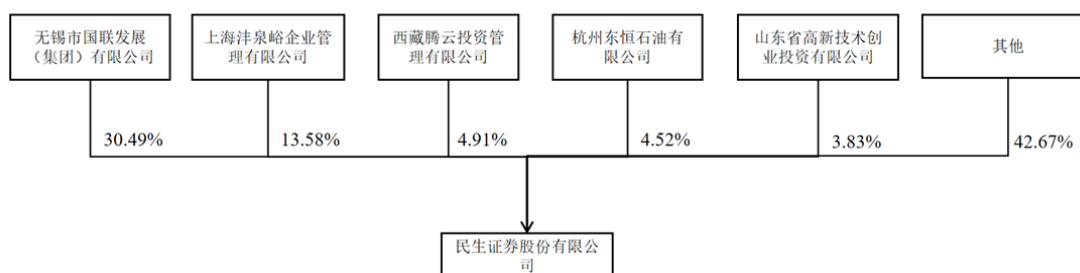 无锡市国联发展
（集团）有限公司
上海沣泉峪企业管
理有限公司
西藏腾云投资管
理有限公司
杭州东恒石油有
限公司
山东省高新技术创
业投资有限公司
其他
30.49%
13.58%
4.91%
4.52%
3.83%
42.67%
民生证券股份有限公
司